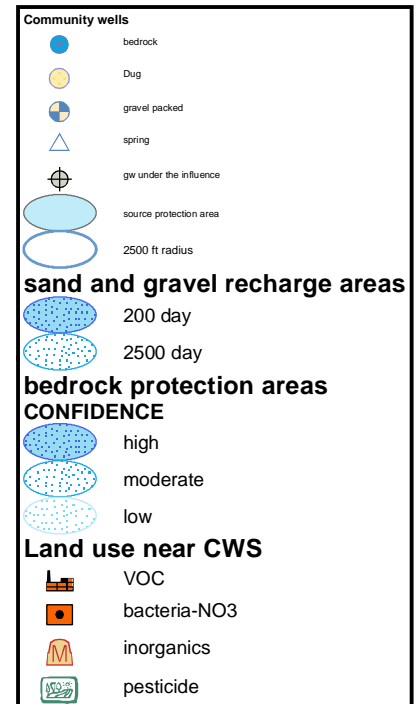 Community wells
bedrock
Dug
gravel packed
spring
gw under the influence
source protection area
2500 ft radius
sand and gravel recharge areas
200 day
2500 day
bedrock protection areas
CONFIDENCE
high
moderate
low
Land use near CWS
VOC
bacteria-NO3
M inorganics
pesticide